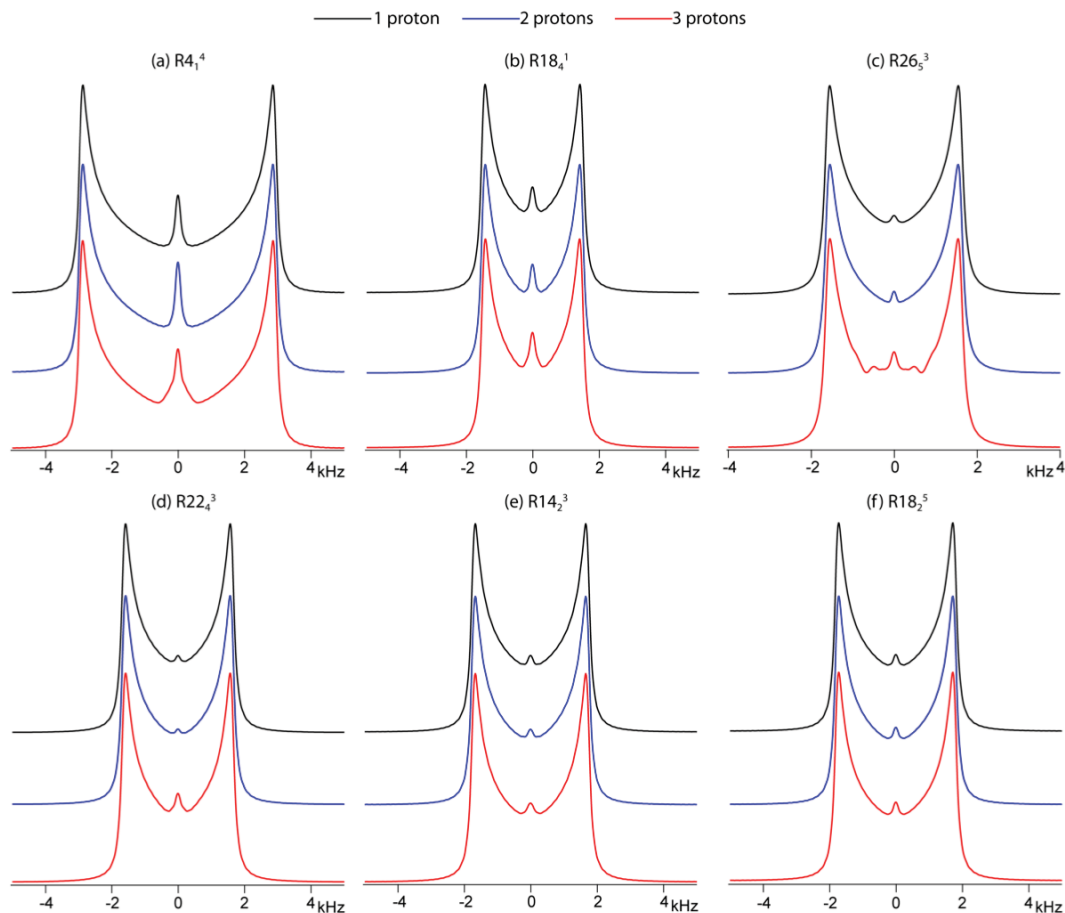 1 proton 2 protons 3 protons
(a) R4₁⁴ (b) R18₄¹ (c) R26₅³
-4 -2 0 2 4 kHz -4 -2 0 2 4 kHz -4 -2 0 2 kHz 4
(d) R22₄³ (e) R14₂³ (f) R18₂⁵
-4 -2 0 2 4 kHz -4 -2 0 2 4 kHz -4 -2 0 2 4 kHz